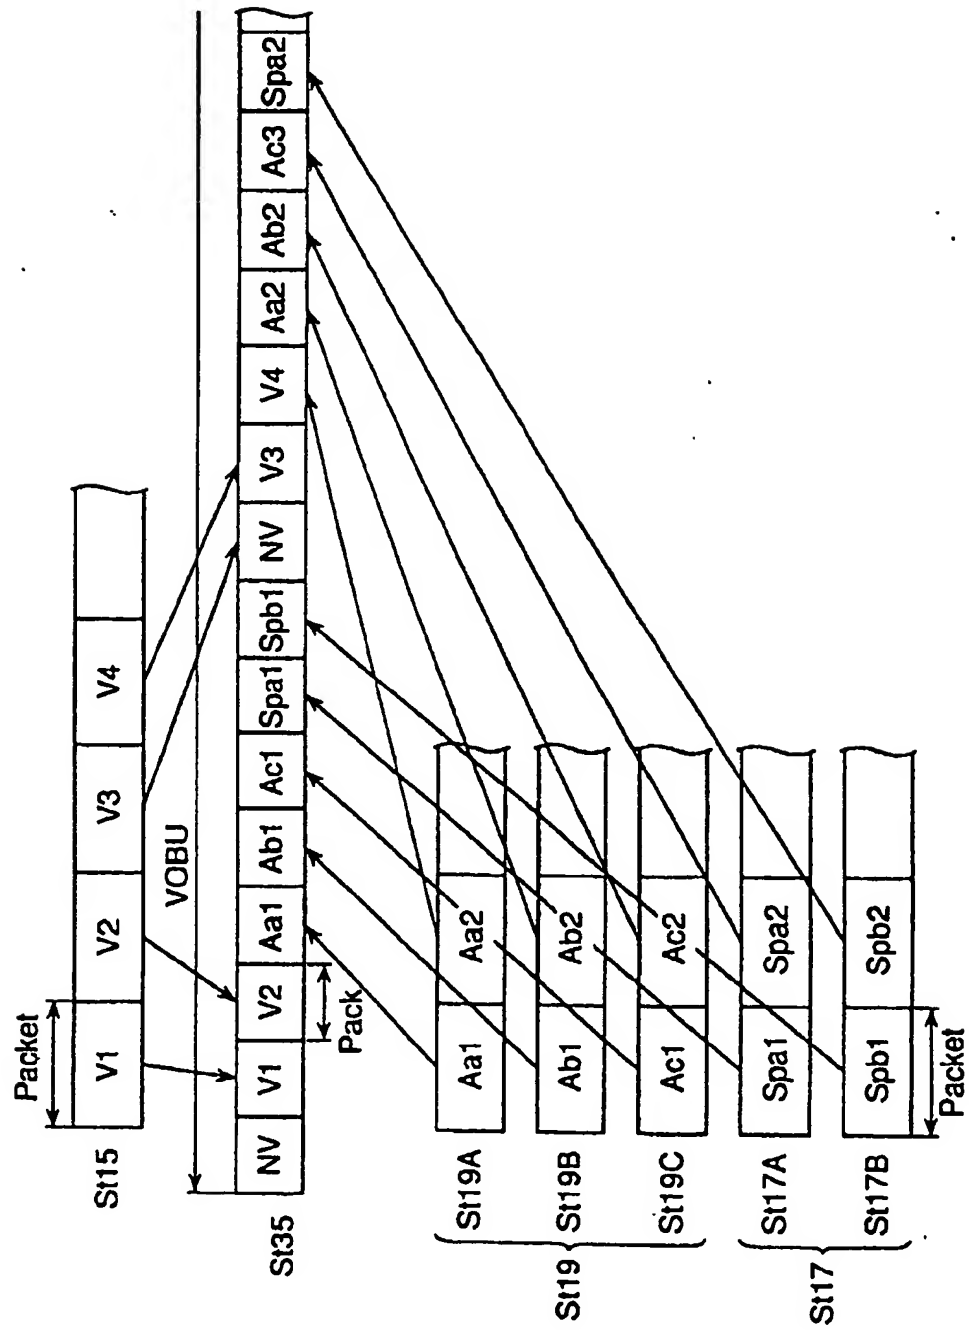 Packet
St15 V1 V2 V3 V4
VOBU
St35 NV V1 V2 Aa1 Ab1 Ac1 Spa1 Spb1 NV V3 V4 Aa2 Ab2 Ac3 Spa2
Pack
St19
St19A Aa1 Aa2
St19B Ab1 Ab2
St19C Ac1 Ac2
St17
St17A Spa1 Spa2
St17B Spb1 Spb2
Packet